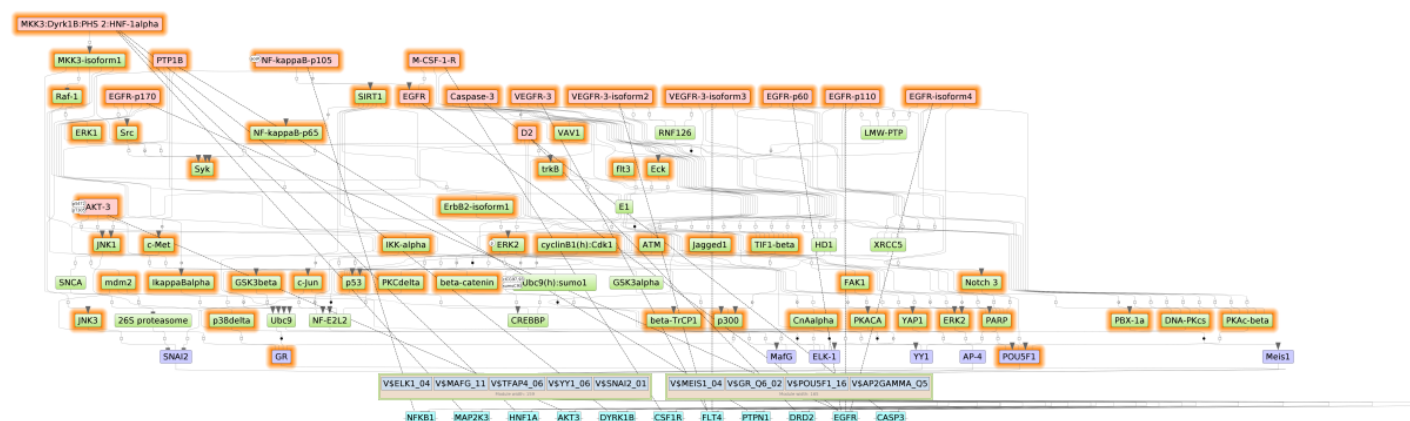 MKK3:Dyrk1B:PHS 2:HNF-1alpha
MKK3-isoform1 PTP1B NF-kappaB-p105 M-CSF-1-R
Raf-1 EGFR-p170 SIRT1 EGFR Caspase-3 VEGFR-3 VEGFR-3-isoform2 VEGFR-3-isoform3 EGFR-p60 EGFR-p110 EGFR-isoform4
ERK1 Src NF-kappaB-p65 D2 VAV1 RNF126 LMW-PTP
Syk trkB flt3 Eck
AKT-3 ErbB2-isoform1 E1
JNK1 c-Met IKK-alpha ERK2 cyclinB1(h):Cdk1 ATM Jagged1 TIF1-beta HD1 XRCC5
SNCA mdm2 IkappaBalpha GSK3beta c-Jun p53 PKCdelta beta-catenin Ubc9(h):sumo1 GSK3alpha FAK1 Notch 3
JNK3 26S proteasome p38delta Ubc9 NF-E2L2 CREBBP beta-TrCP1 p300 CnAalpha PKACA YAP1 ERK2 PARP PBX-1a DNA-PKcs PKAc-beta
SNAI2 GR MafG ELK-1 YY1 AP-4 POU5F1 Meis1
V$ELK1_04 V$MAFG_11 V$TFAP4_06 V$YY1_06 V$SNAI2_01 V$MEIS1_04 V$GR_Q6_02 V$POU5F1_16 V$AP2GAMMA_Q5
NFKB1 MAP2K3 HNF1A AKT3 DYRK1B CSF1R FLT4 PTPN1 DRD2 EGFR CASP3